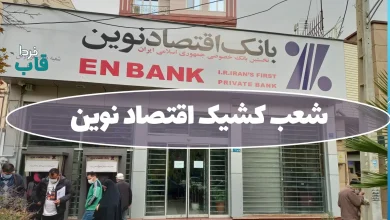 بانک اقتصاد نوین
نخستین بانک خصوصی جمهوری اسلامی ایران
EN BANK
I.R.IRAN'S FIRST
PRIVATE BANK
قاب
شعب کشیک اقتصاد نوین